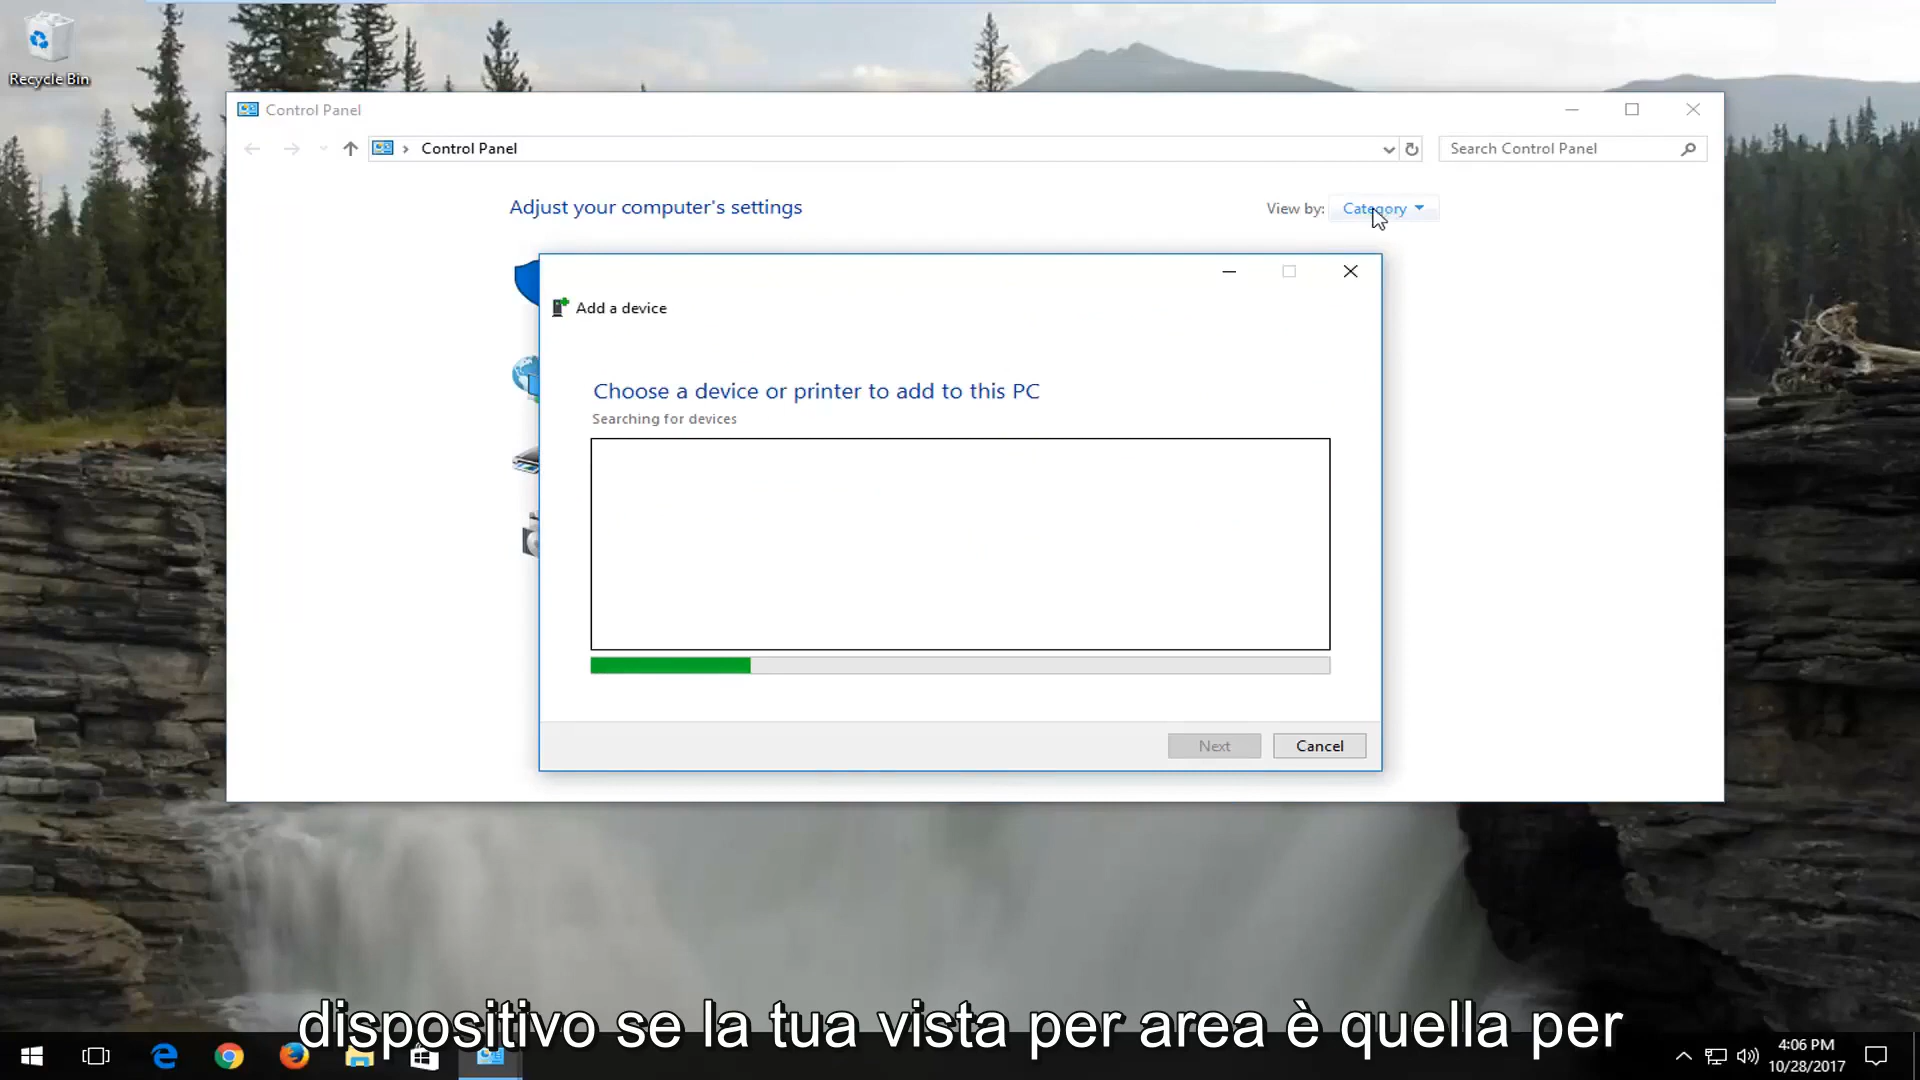 Recycle Bin
Control Panel
Control Panel
Search Control Panel
Adjust your computer's settings
View by: Category
Add a device
Choose a device or printer to add to this PC
Searching for devices
Next
Cancel
dispositivo se la tua vista per area è quella per
4:06 PM
10/28/2017